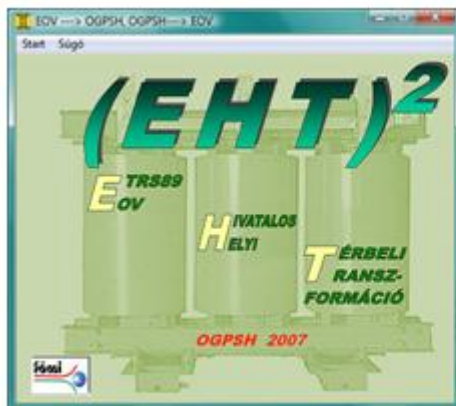 EOV ---> OGPSH, OGPSH---> EOV
Start Súgó
(EHT)²
ETRS89
EOV
HIVATALOS
HELYI
TÉRBELI
TRANSZ-
FORMÁCIÓ
OGPSH 2007
fömi